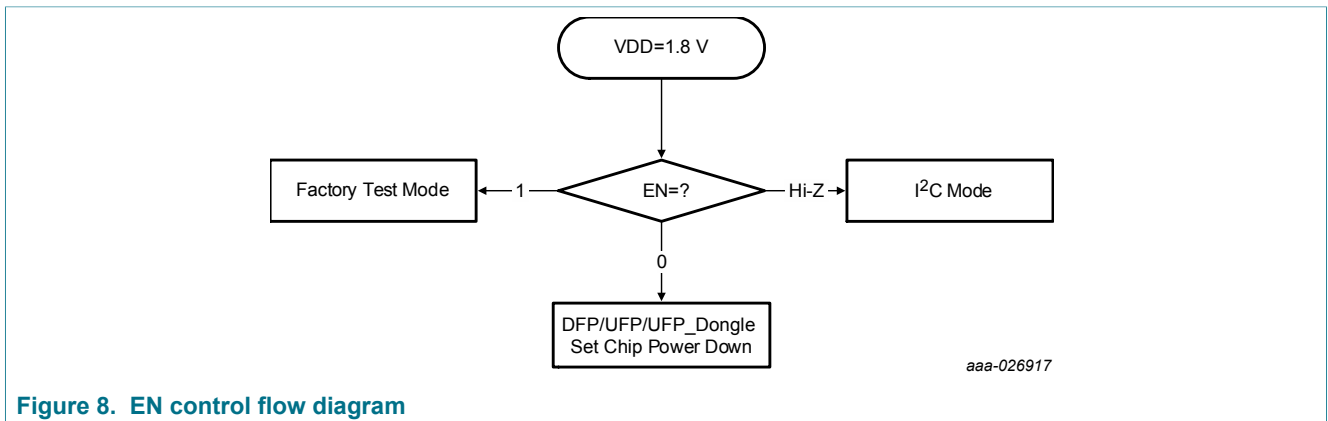 VDD=1.8 V
Factory Test Mode
1
EN=?
Hi-Z
I2C Mode
0
DFP/UFP/UFP_Dongle
Set Chip Power Down
aaa-026917
Figure 8. EN control flow diagram